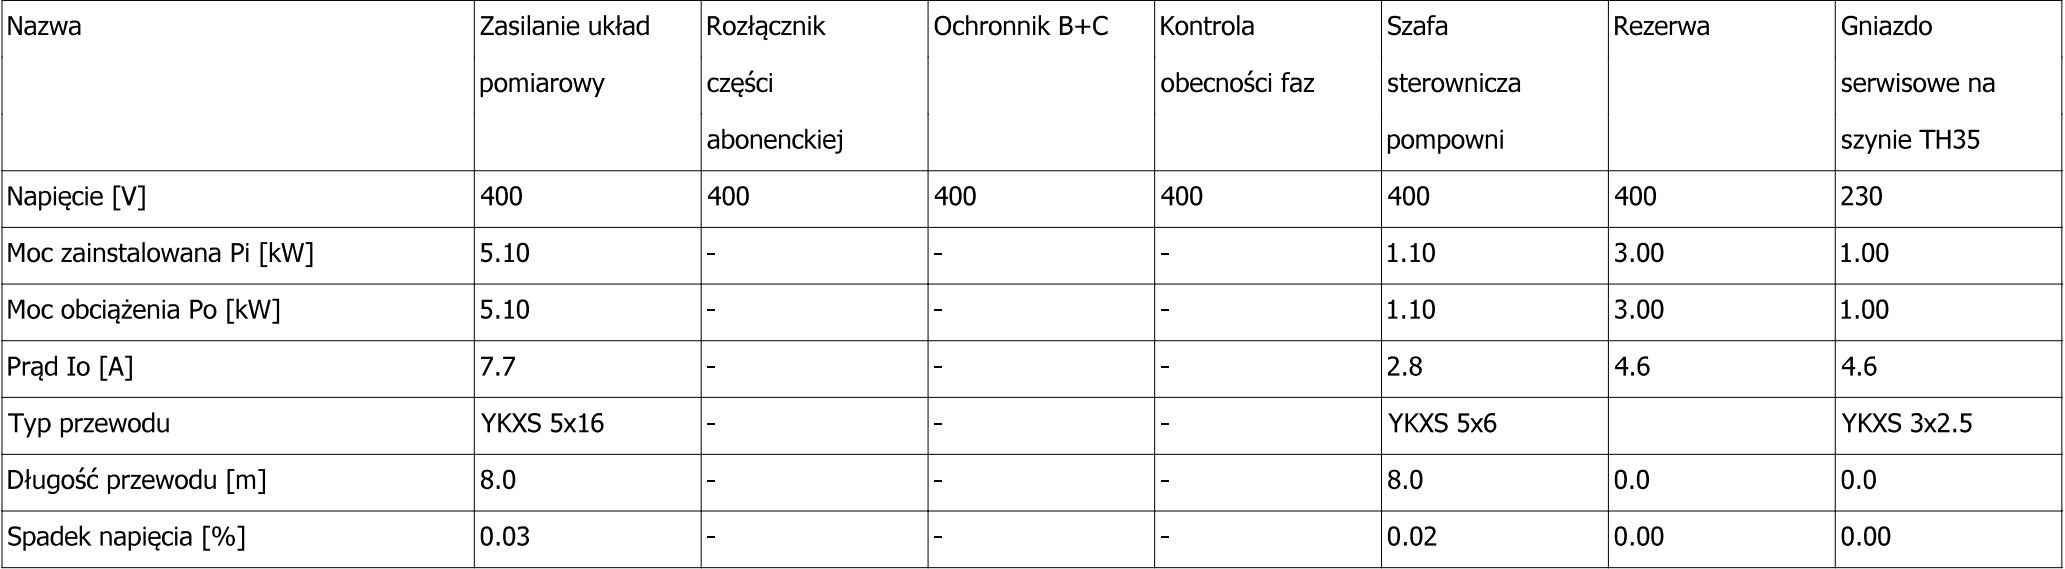 Nazwa Zasilanie układ Rozłącznik Ochronnik B+C Kontrola Szafa Rezerwa Gniazdo
pomiarowy części obecności faz sterownicza serwisowe na
abonenckiej pompowni szynie TH35
Napięcie [V] 400 400 400 400 400 400 230
Moc zainstalowana Pi [kW] 5.10 - - - 1.10 3.00 1.00
Moc obciążenia Po [kW] 5.10 - - - 1.10 3.00 1.00
Prąd Io [A] 7.7 - - - 2.8 4.6 4.6
Typ przewodu YKXS 5x16 - - - YKXS 5x6 YKXS 3x2.5
Długość przewodu [m] 8.0 - - - 8.0 0.0 0.0
Spadek napięcia [%] 0.03 - - - 0.02 0.00 0.00